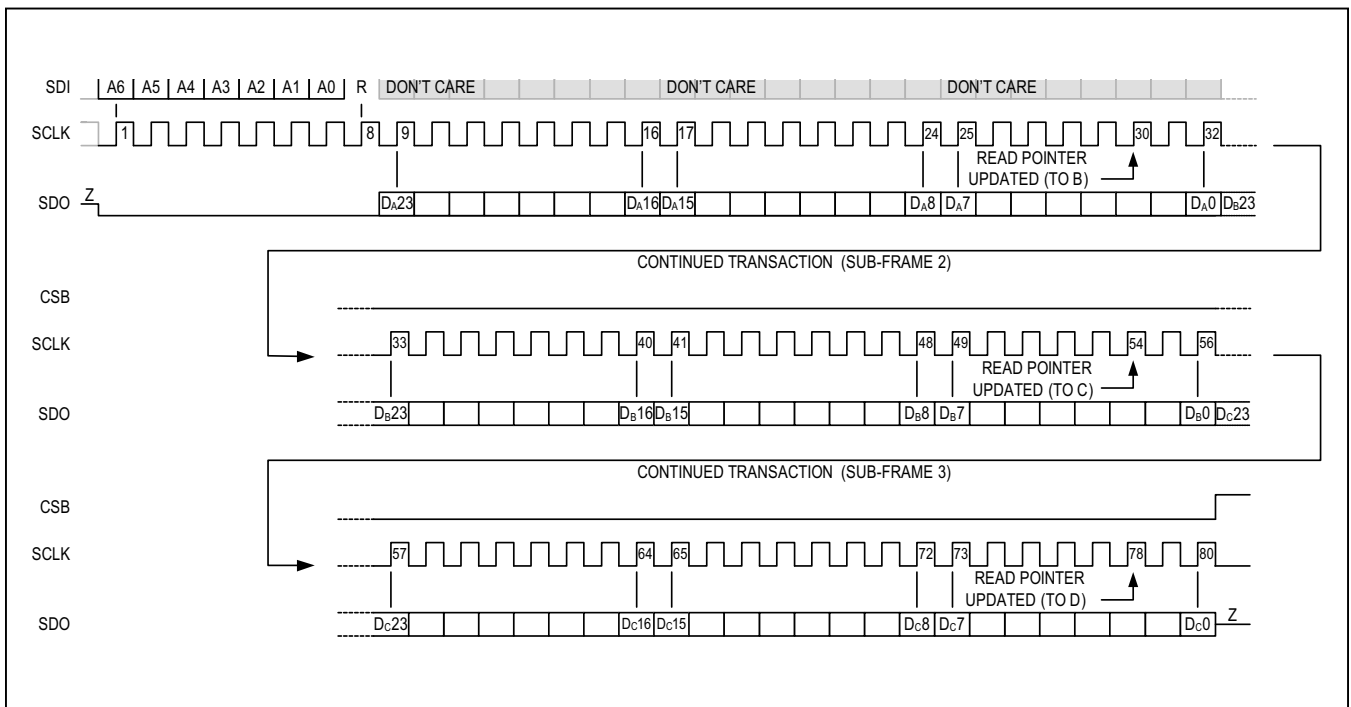 SDI A6 A5 A4 A3 A2 A1 A0 R DON'T CARE DON'T CARE DON'T CARE
SCLK 1 8 9 16 17 24 25 30 32
READ POINTER
UPDATED (TO B)
SDO Z DA23 DA16 DA15 DA8 DA7 DA0 DB23
CONTINUED TRANSACTION (SUB-FRAME 2)
CSB
SCLK 33 40 41 48 49 54 56
READ POINTER
UPDATED (TO C)
SDO DB23 DB16 DB15 DB8 DB7 DB0 DC23
CONTINUED TRANSACTION (SUB-FRAME 3)
CSB
SCLK 57 64 65 72 73 78 80
READ POINTER
UPDATED (TO D)
SDO DC23 DC16 DC15 DC8 DC7 DC0 Z